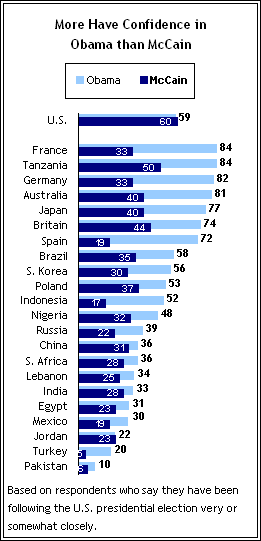 More Have Confidence in
Obama than McCain
Obama McCain
U.S. 60 59
France 33 84
Tanzania 50 84
Germany 33 82
Australia 40 81
Japan 40 77
Britain 44 74
Spain 19 72
Brazil 35 58
S. Korea 30 56
Poland 37 53
Indonesia 17 52
Nigeria 32 48
Russia 22 39
China 31 36
S. Africa 28 36
Lebanon 25 34
India 28 33
Egypt 23 31
Mexico 19 30
Jordan 23 22
Turkey 5 20
Pakistan 6 10
Based on respondents who say they have been
following the U.S. presidential election very or
somewhat closely.